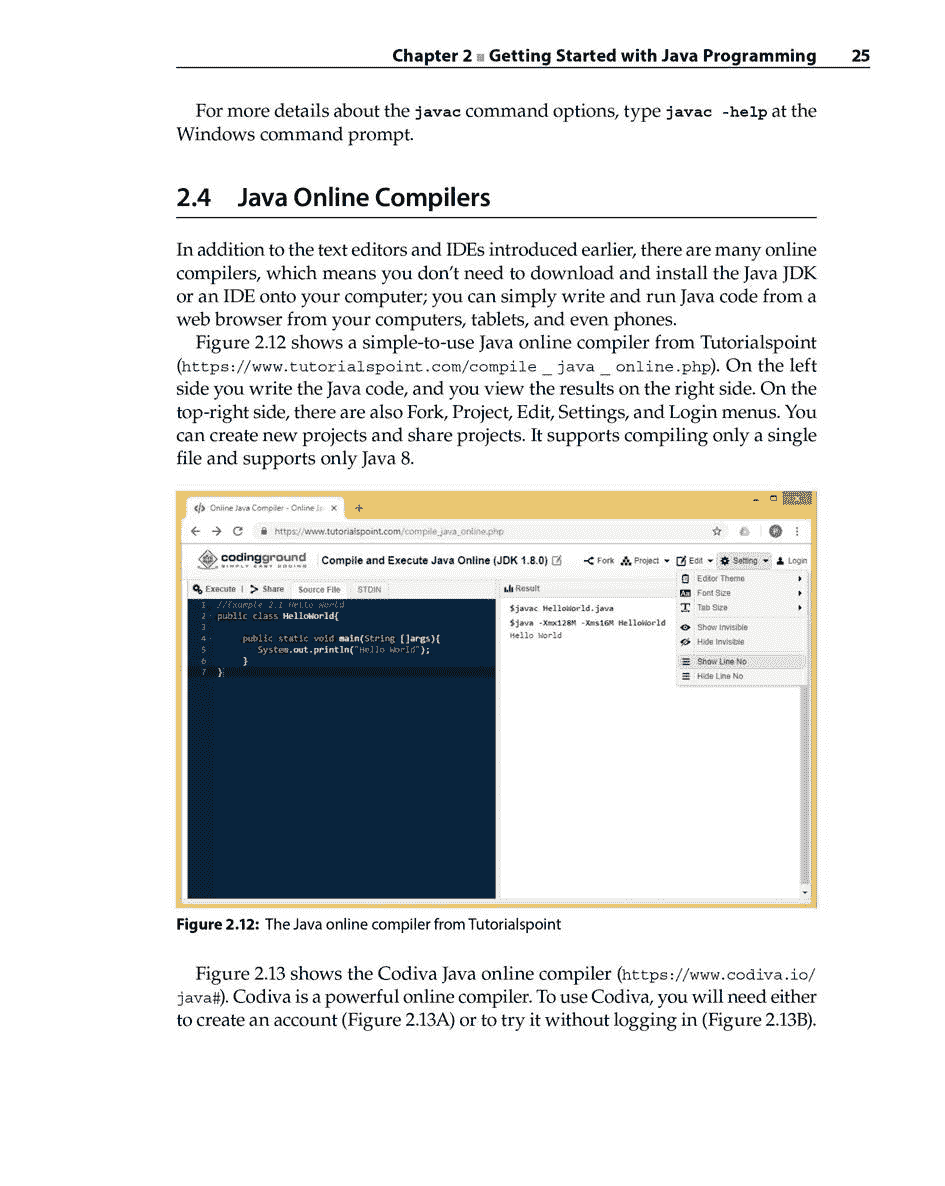 Chapter 2 ■ Getting Started with Java Programming 25
For more details about the javac command options, type javac -help at the
Windows command prompt.
2.4 Java Online Compilers
In addition to the text editors and IDEs introduced earlier, there are many online
compilers, which means you don't need to download and install the Java JDK
or an IDE onto your computer; you can simply write and run Java code from a
web browser from your computers, tablets, and even phones.
Figure 2.12 shows a simple-to-use Java online compiler from Tutorialspoint
(https://www.tutorialspoint.com/compile _ java _ online.php). On the left
side you write the Java code, and you view the results on the right side. On the
top-right side, there are also Fork, Project, Edit, Settings, and Login menus. You
can create new projects and share projects. It supports compiling only a single
file and supports only Java 8.
</> Online Java Compiler - Online Ja × +
https://www.tutorialspoint.com/compile_java_online.php
codingground
SIMPLY EASY CODING
Compile and Execute Java Online (JDK 1.8.0) Fork Project Edit Setting Login
Execute | > Share Source File STDIN
Result
Editor Theme
Font Size
Tab Size
Show Invisible
Hide Invisible
Show Line No
Hide Line No
1 //Example 2.1 Hello World
2 public class HelloWorld{
3
4 public static void main(String []args){
5 System.out.println("Hello World");
6 }
7 }
$javac HelloWorld.java
$java -Xmx128M -Xms16M HelloWorld
Hello World
Figure 2.12: The Java online compiler from Tutorialspoint
Figure 2.13 shows the Codiva Java online compiler (https://www.codiva.io/
java#). Codiva is a powerful online compiler. To use Codiva, you will need either
to create an account (Figure 2.13A) or to try it without logging in (Figure 2.13B).